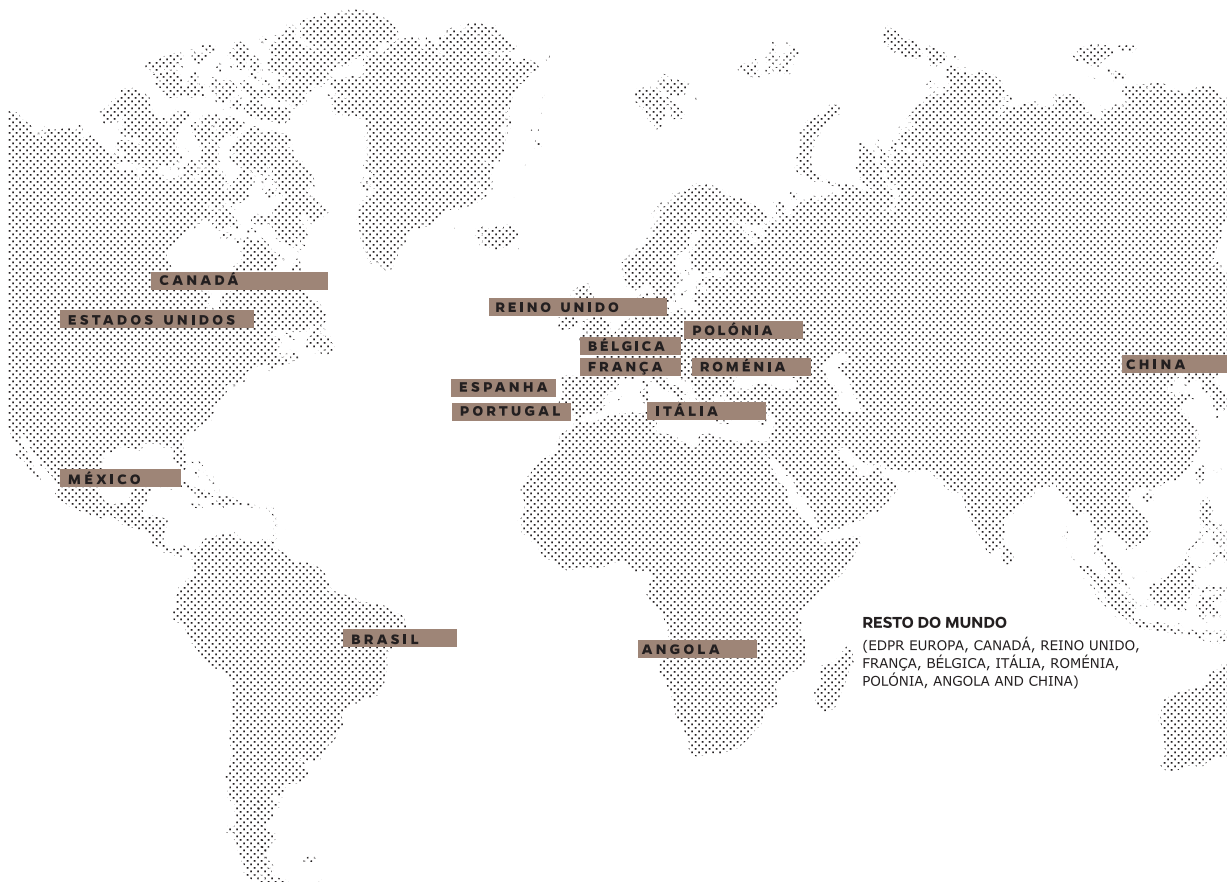 CANADÁ
ESTADOS UNIDOS
REINO UNIDO
POLÓNIA
BÉLGICA
FRANÇA
ROMÉNIA
CHINA
ESPANHA
PORTUGAL
ITÁLIA
MÉXICO
BRASIL
ANGOLA
RESTO DO MUNDO
(EDPR EUROPA, CANADÁ, REINO UNIDO,
FRANÇA, BÉLGICA, ITÁLIA, ROMÉNIA,
POLÓNIA, ANGOLA AND CHINA)